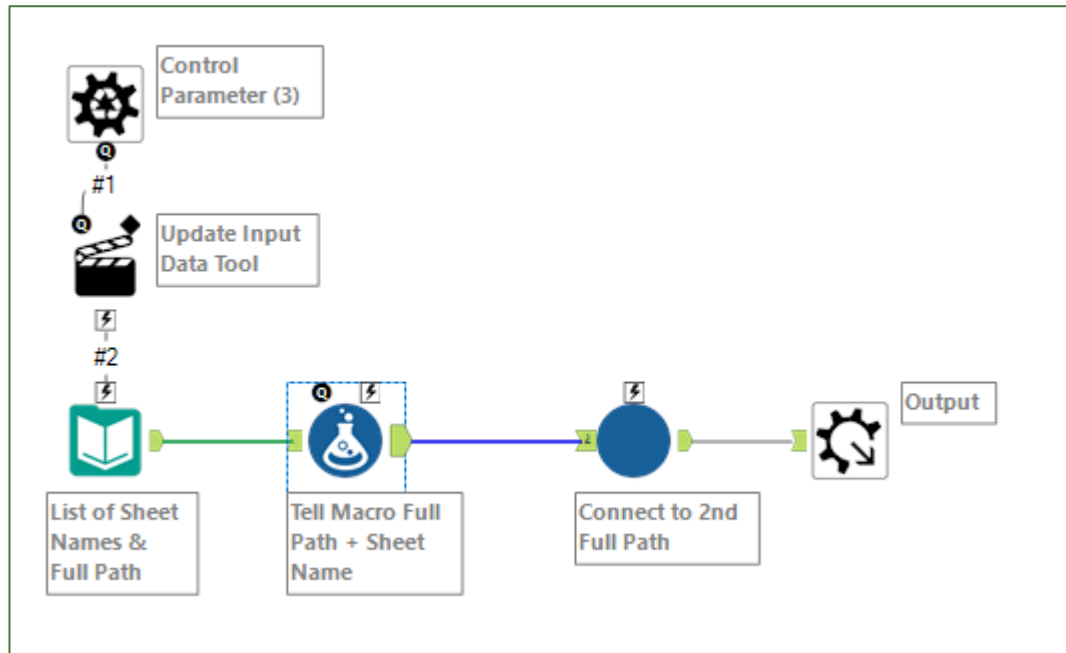 Control
Parameter (3)
Q
#1
Q
Update Input
Data Tool
#2
Q
Output
List of Sheet
Names &
Full Path
Tell Macro Full
Path + Sheet
Name
Connect to 2nd
Full Path